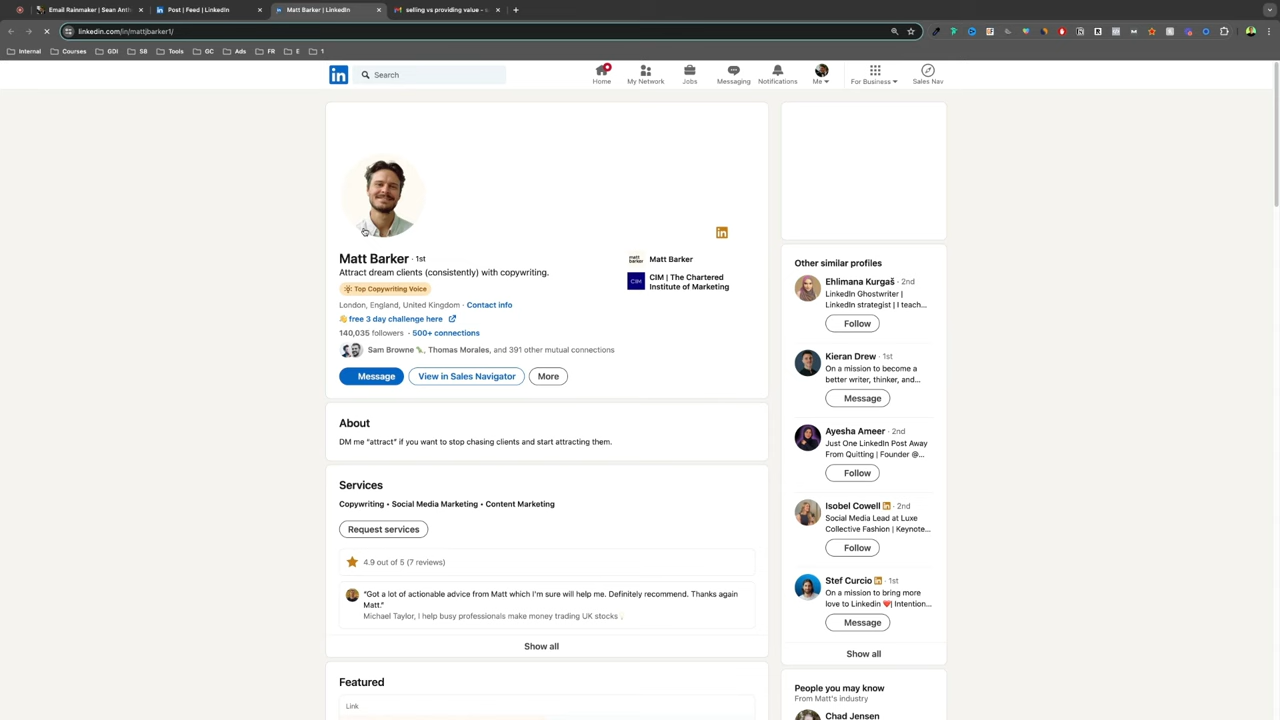 Email Rainmaker | Sean Anth
Post | Feed | LinkedIn
Matt Barker | LinkedIn
selling vs providing value -
linkedin.com/in/mattjbarker1/
Internal
Courses
GDI
SB
Tools
GC
Ads
FR
E
1
Search
Home
My Network
Jobs
Messaging
Notifications
Me
For Business
Sales Nav
Matt Barker · 1st
Attract dream clients (consistently) with copywriting.
Top Copywriting Voice
London, England, United Kingdom · Contact info
free 3 day challenge here
140,035 followers · 500+ connections
Sam Browne, Thomas Morales, and 391 other mutual connections
Message
View in Sales Navigator
More
matt barker
Matt Barker
CIM
CIM | The Chartered
Institute of Marketing
About
DM me "attract" if you want to stop chasing clients and start attracting them.
Services
Copywriting • Social Media Marketing • Content Marketing
Request services
4.9 out of 5 (7 reviews)
"Got a lot of actionable advice from Matt which I'm sure will help me. Definitely recommend. Thanks again
Matt."
Michael Taylor, I help busy professionals make money trading UK stocks
Show all
Featured
Link
Other similar profiles
Ehlimana Kurgaš · 2nd
LinkedIn Ghostwriter |
LinkedIn strategist | I teach...
Follow
Kieran Drew · 1st
On a mission to become a
better writer, thinker, and...
Message
Ayesha Ameer · 2nd
Just One LinkedIn Post Away
From Quitting | Founder @...
Follow
Isobel Cowell · 2nd
Social Media Lead at Luxe
Collective Fashion | Keynote...
Follow
Stef Curcio · 1st
On a mission to bring more
love to Linkedin | Intention...
Message
Show all
People you may know
From Matt's industry
Chad Jensen